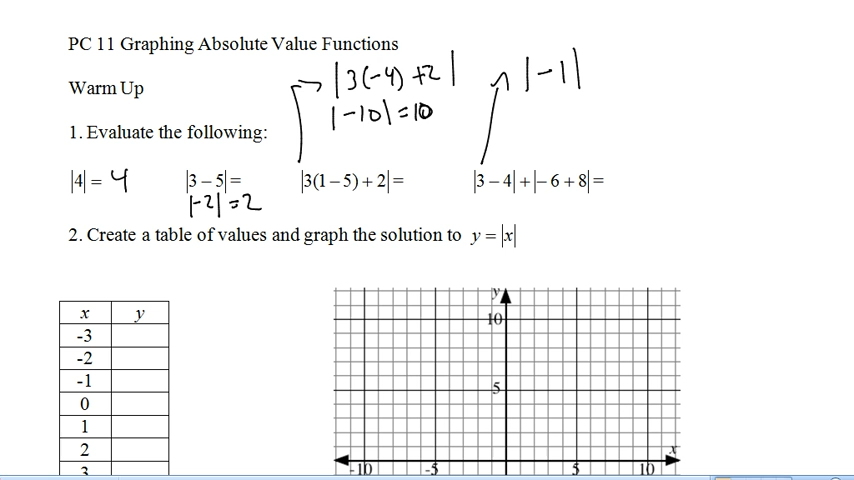 PC 11 Graphing Absolute Value Functions
|3(-4) +2|
|-1|
Warm Up
|-10| = 10
1. Evaluate the following:
|4| = 4 |3 − 5| = |3(1 − 5) + 2| = |3 − 4| + |− 6 + 8| =
|-2| = 2
2. Create a table of values and graph the solution to y = |x|
x y
-3
-2
-1
0
1
2
3
y
10
5
x
-10 -5 5 10